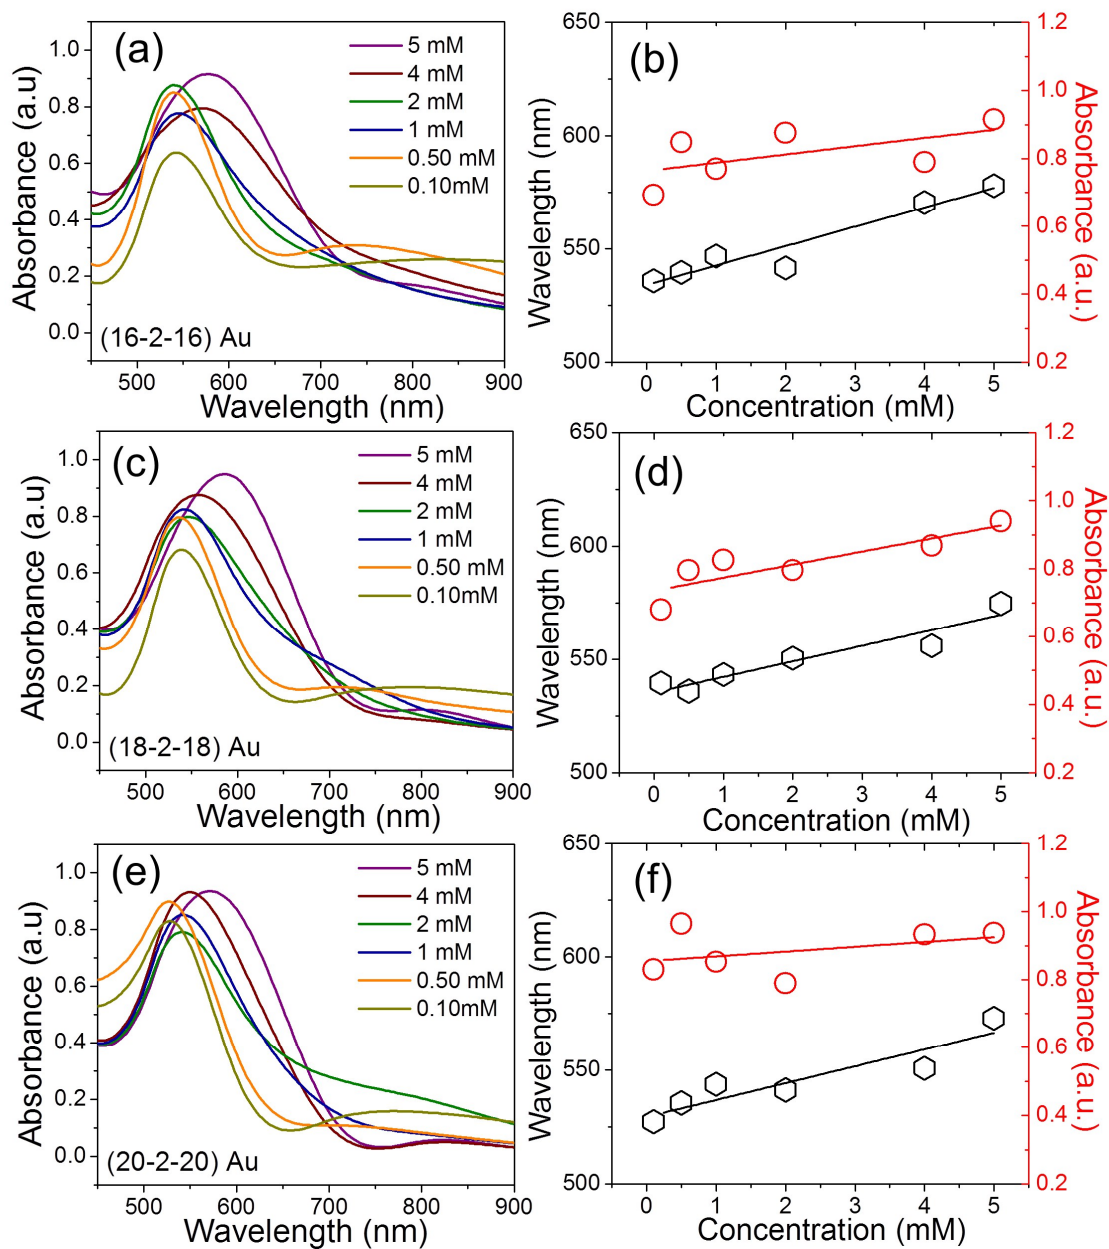 (a)
5 mM
4 mM
2 mM
1 mM
0.50 mM
0.10mM
1.0
0.8
0.6
0.4
0.2
0.0
Absorbance (a.u)
(16-2-16) Au
500 600 700 800 900
Wavelength (nm)
(b)
650
600
550
500
Wavelength (nm)
1.2
1.0
0.8
0.6
0.4
0.2
Absorbance (a.u.)
0 1 2 3 4 5
Concentration (mM)
(c)
5 mM
4 mM
2 mM
1 mM
0.50 mM
0.10mM
1.0
0.8
0.6
0.4
0.2
0.0
Absorbance (a.u)
(18-2-18) Au
500 600 700 800 900
Wavelength (nm)
(d)
650
600
550
500
Wavelength (nm)
1.2
1.0
0.8
0.6
0.4
0.2
Absorbance (a.u.)
0 1 2 3 4 5
Concentration (mM)
(e)
5 mM
4 mM
2 mM
1 mM
0.50 mM
0.10mM
1.0
0.8
0.6
0.4
0.2
0.0
Absorbance (a.u)
(20-2-20) Au
500 600 700 800 900
Wavelength (nm)
(f)
650
600
550
500
Wavelength (nm)
1.2
1.0
0.8
0.6
0.4
0.2
Absorbance (a.u.)
0 1 2 3 4 5
Concentration (mM)